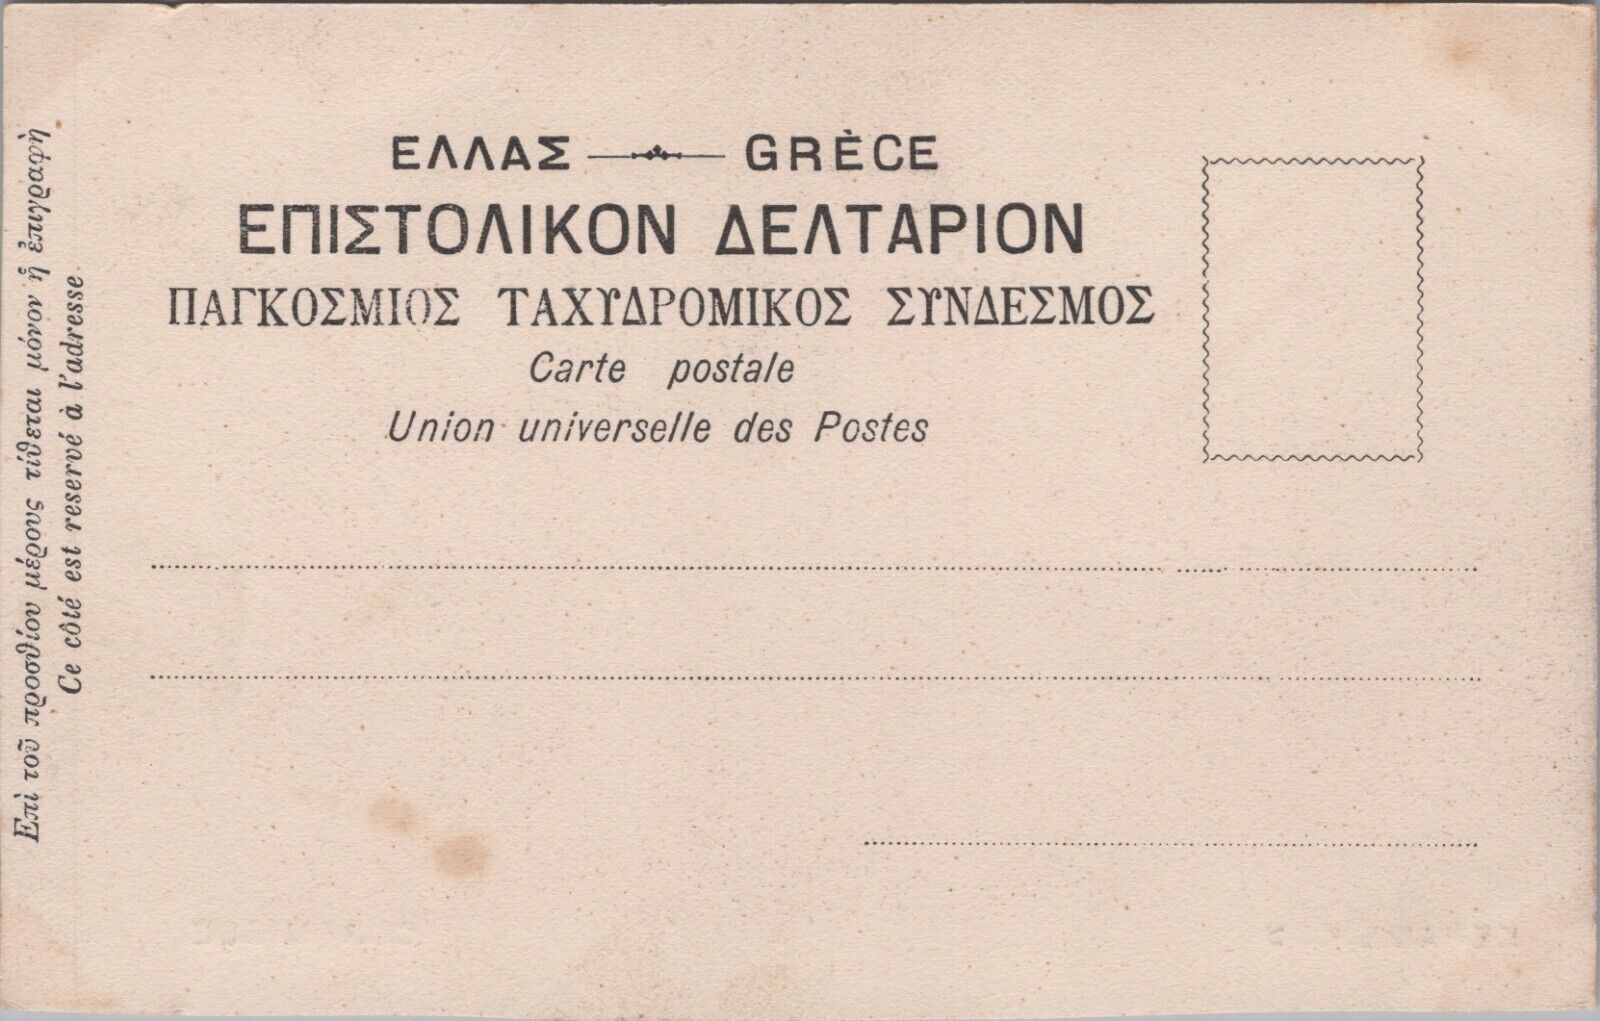 ΕΛΛΑΣ GRÈCE
ΕΠΙΣΤΟΛΙΚΟΝ ΔΕΛΤΑΡΙΟΝ
ΠΑΓΚΟΣΜΙΟΣ ΤΑΧΥΔΡΟΜΙΚΟΣ ΣΥΝΔΕΣΜΟΣ
Carte postale
Union universelle des Postes
Ἐπὶ τοῦ προσθίου μέρους τίθεται μόνον ἡ ἐπιγραφὴ
Ce côté est reservé à l'adresse